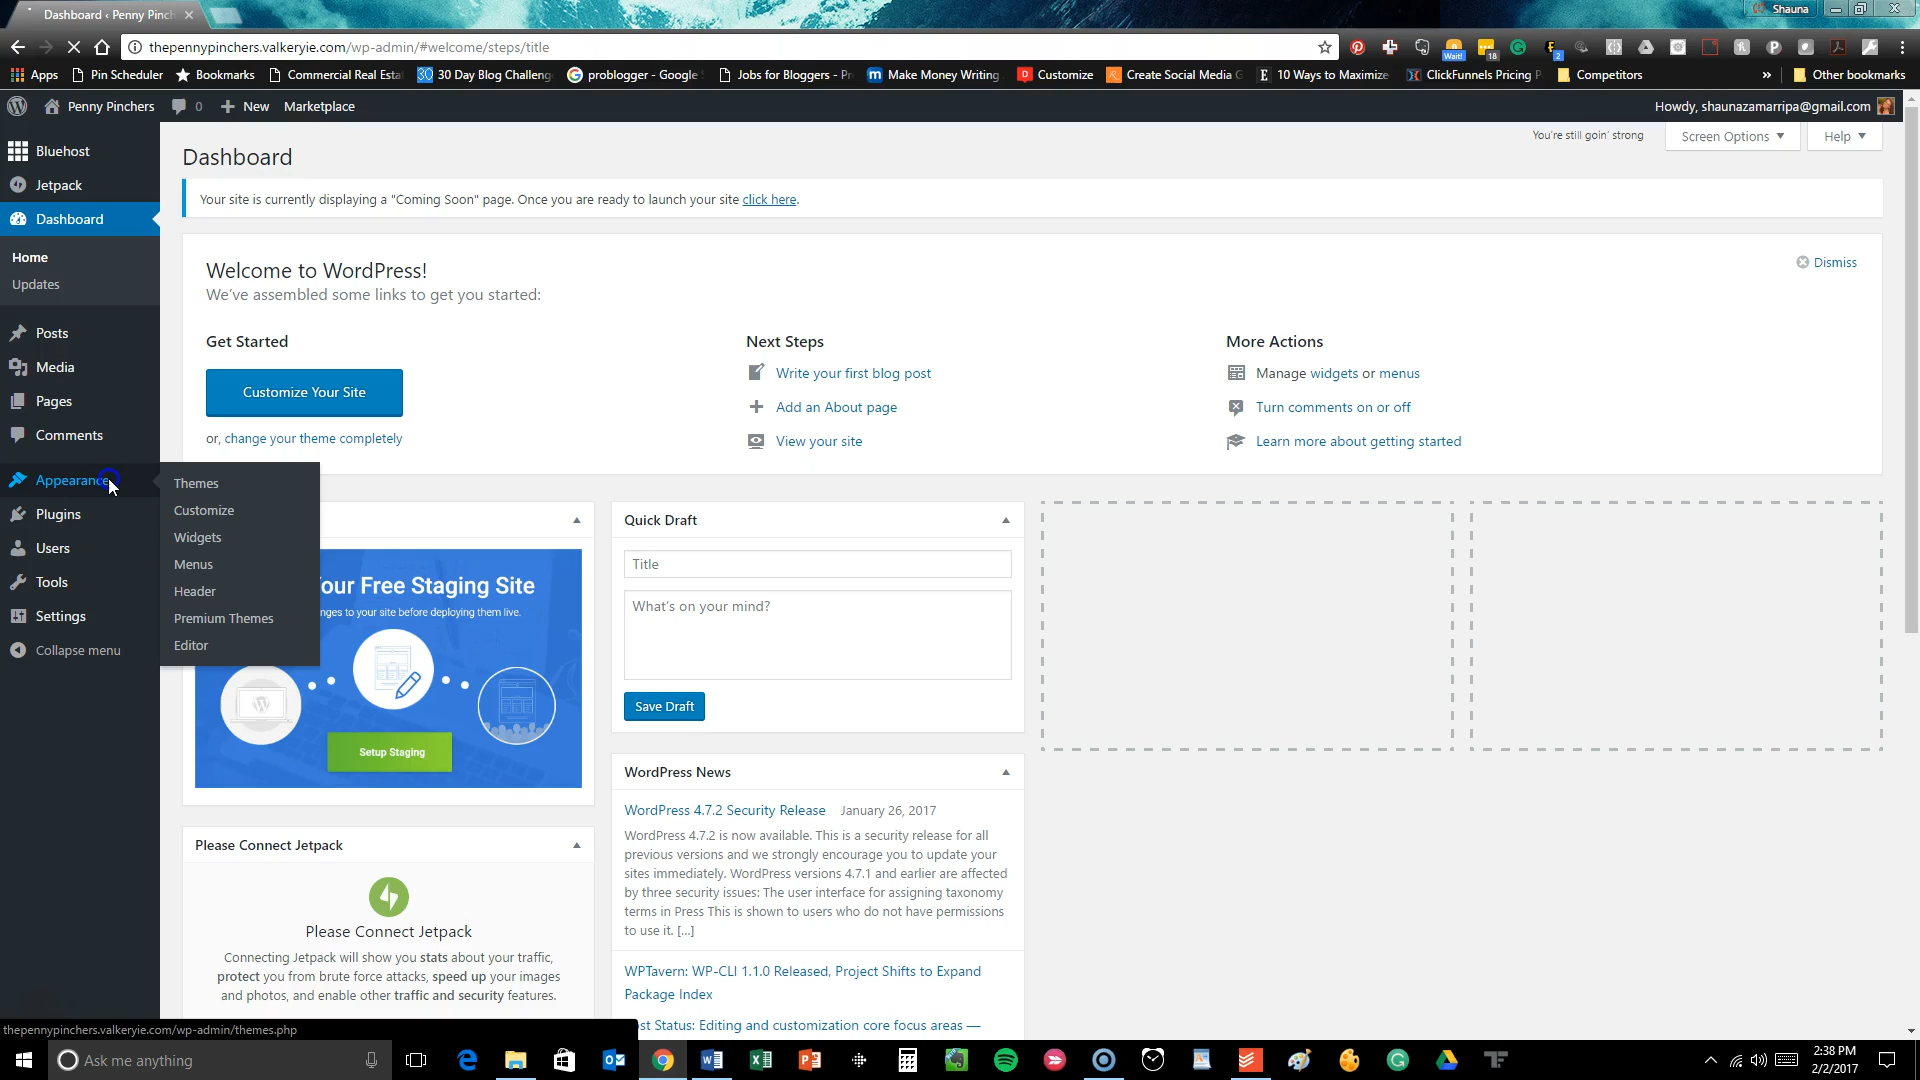 Dashboard ‹ Penny Pinch
Shauna
thepennypinchers.valkeryie.com/wp-admin/#welcome/steps/title
Wait!
18
2
Apps
Pin Scheduler
Bookmarks
Commercial Real Esta
30 Day Blog Challeng
problogger - Google
Jobs for Bloggers - Pr
Make Money Writing
Customize
Create Social Media G
10 Ways to Maximize
ClickFunnels Pricing P
Competitors
»
Other bookmarks
Penny Pinchers
0
New
Marketplace
Howdy, shaunazamarripa@gmail.com
Bluehost
Jetpack
Dashboard
Home
Updates
Posts
Media
Pages
Comments
Appearance
Plugins
Users
Tools
Settings
Collapse menu
Themes
Customize
Widgets
Menus
Header
Premium Themes
Editor
You're still goin' strong
Screen Options
Help
Dashboard
Your site is currently displaying a "Coming Soon" page. Once you are ready to launch your site click here.
Welcome to WordPress!
We've assembled some links to get you started:
Dismiss
Get Started
Customize Your Site
or, change your theme completely
Next Steps
Write your first blog post
Add an About page
View your site
More Actions
Manage widgets or menus
Turn comments on or off
Learn more about getting started
our Free Staging Site
nges to your site before deploying them live.
Setup Staging
Please Connect Jetpack
Please Connect Jetpack
Connecting Jetpack will show you stats about your traffic,
protect you from brute force attacks, speed up your images
and photos, and enable other traffic and security features.
Quick Draft
Title
What's on your mind?
Save Draft
WordPress News
WordPress 4.7.2 Security Release January 26, 2017
WordPress 4.7.2 is now available. This is a security release for all
previous versions and we strongly encourage you to update your
sites immediately. WordPress versions 4.7.1 and earlier are affected
by three security issues: The user interface for assigning taxonomy
terms in Press This is shown to users who do not have permissions
to use it. […]
WPTavern: WP-CLI 1.1.0 Released, Project Shifts to Expand
Package Index
st Status: Editing and customization core focus areas —
thepennypinchers.valkeryie.com/wp-admin/themes.php
Ask me anything
2:38 PM
2/2/2017